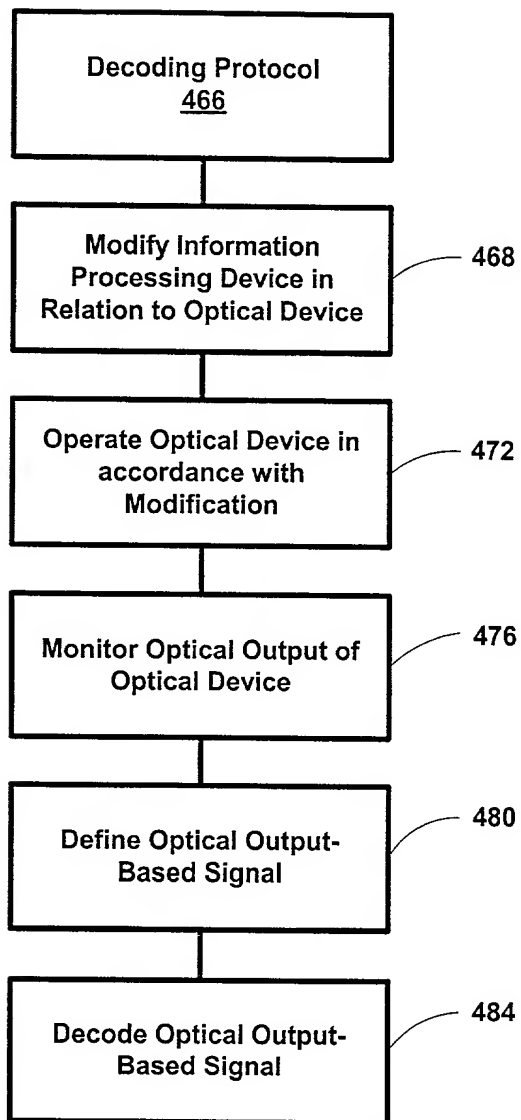 Decoding Protocol
466
Modify Information
Processing Device in
Relation to Optical Device
468
Operate Optical Device in
accordance with
Modification
472
Monitor Optical Output of
Optical Device
476
Define Optical Output-
Based Signal
480
Decode Optical Output-
Based Signal
484